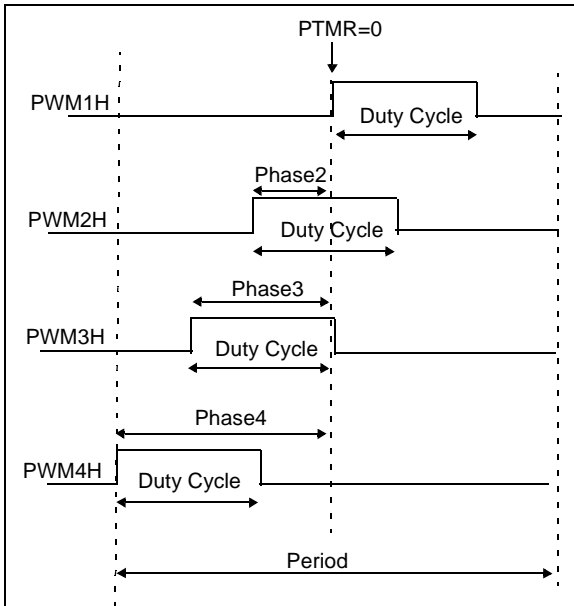 PTMR=0
PWM1H
Duty Cycle
Phase2
PWM2H
Duty Cycle
Phase3
PWM3H
Duty Cycle
Phase4
PWM4H
Duty Cycle
Period